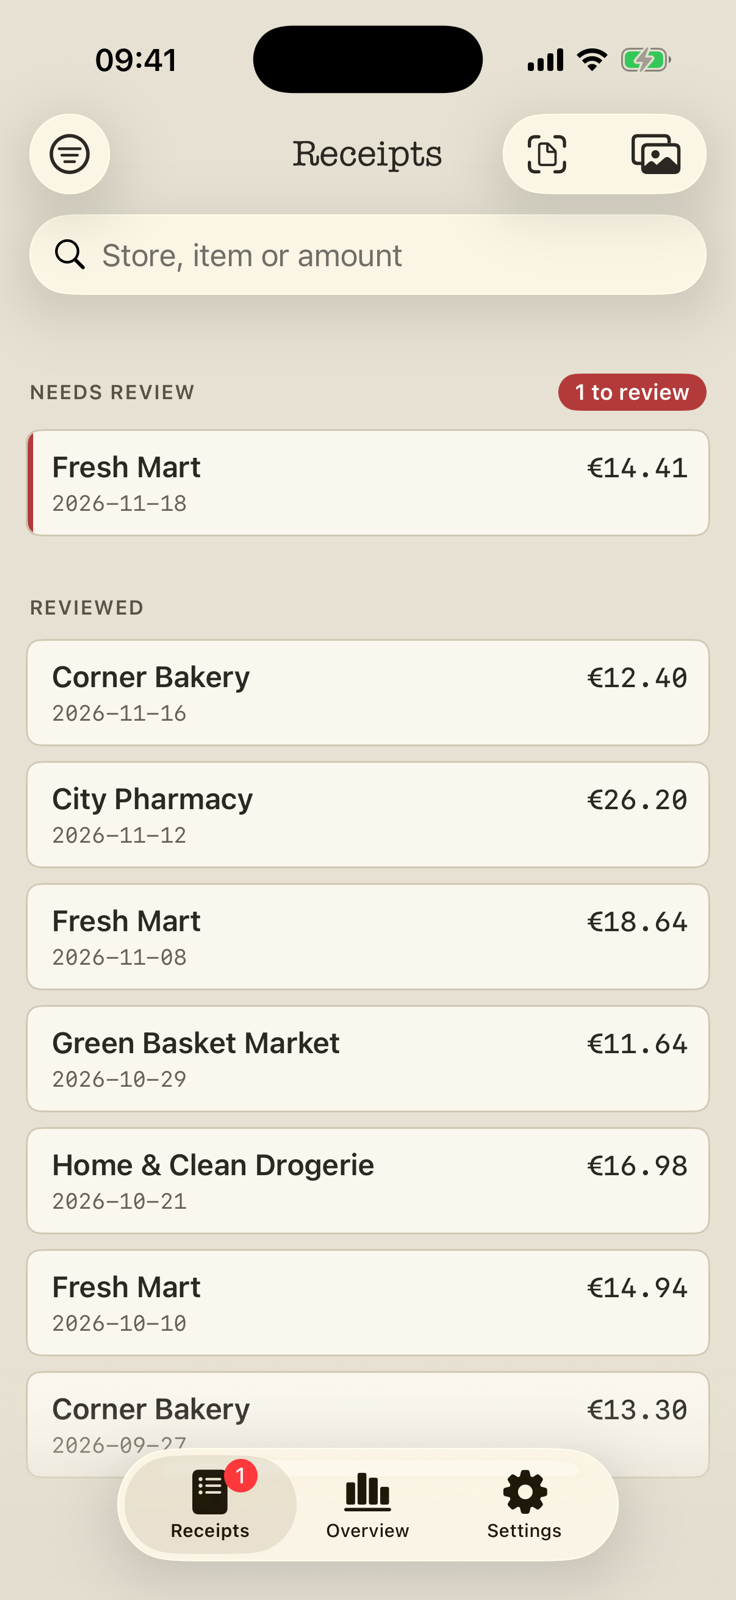 09:41
Receipts
Store, item or amount
NEEDS REVIEW
1 to review
Fresh Mart
€14.41
2026-11-18
REVIEWED
Corner Bakery
€12.40
2026-11-16
City Pharmacy
€26.20
2026-11-12
Fresh Mart
€18.64
2026-11-08
Green Basket Market
€11.64
2026-10-29
Home & Clean Drogerie
€16.98
2026-10-21
Fresh Mart
€14.94
2026-10-10
Corner Bakery
€13.30
2026-09-27
1
Receipts
Overview
Settings